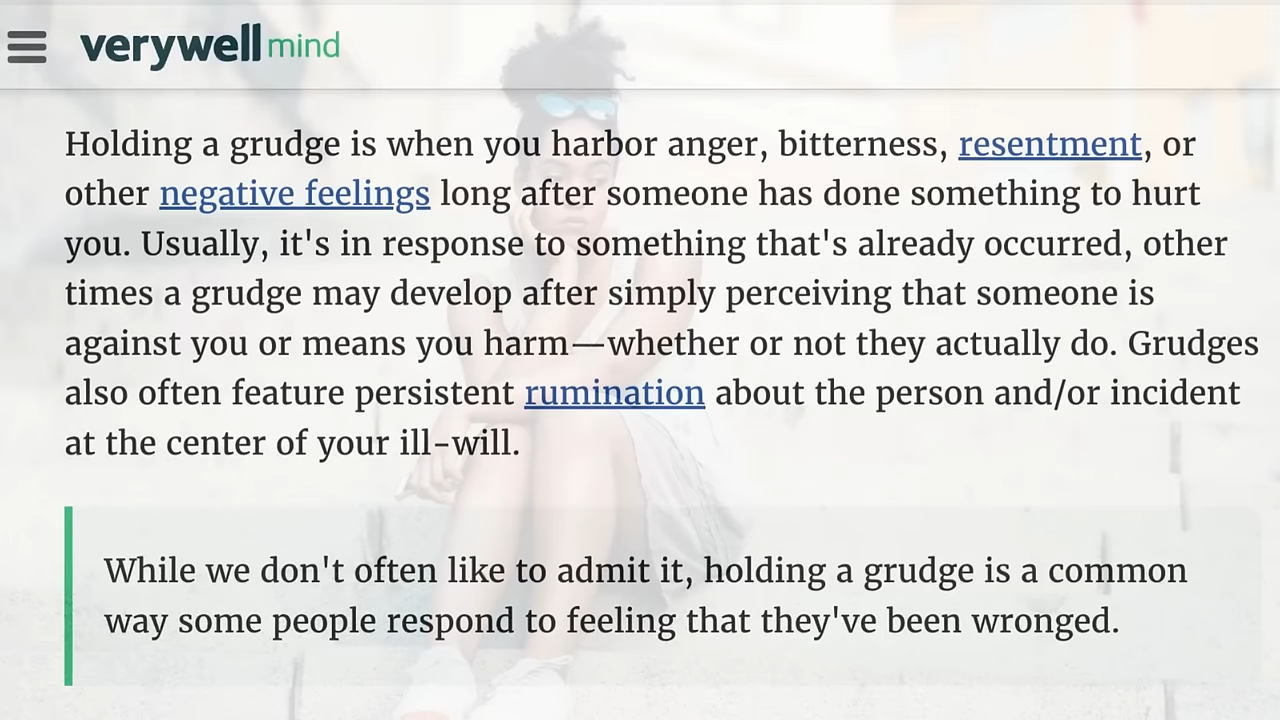 verywell mind
Holding a grudge is when you harbor anger, bitterness, resentment, or
other negative feelings long after someone has done something to hurt
you. Usually, it's in response to something that's already occurred, other
times a grudge may develop after simply perceiving that someone is
against you or means you harm—whether or not they actually do. Grudges
also often feature persistent rumination about the person and/or incident
at the center of your ill-will.
While we don't often like to admit it, holding a grudge is a common
way some people respond to feeling that they've been wronged.